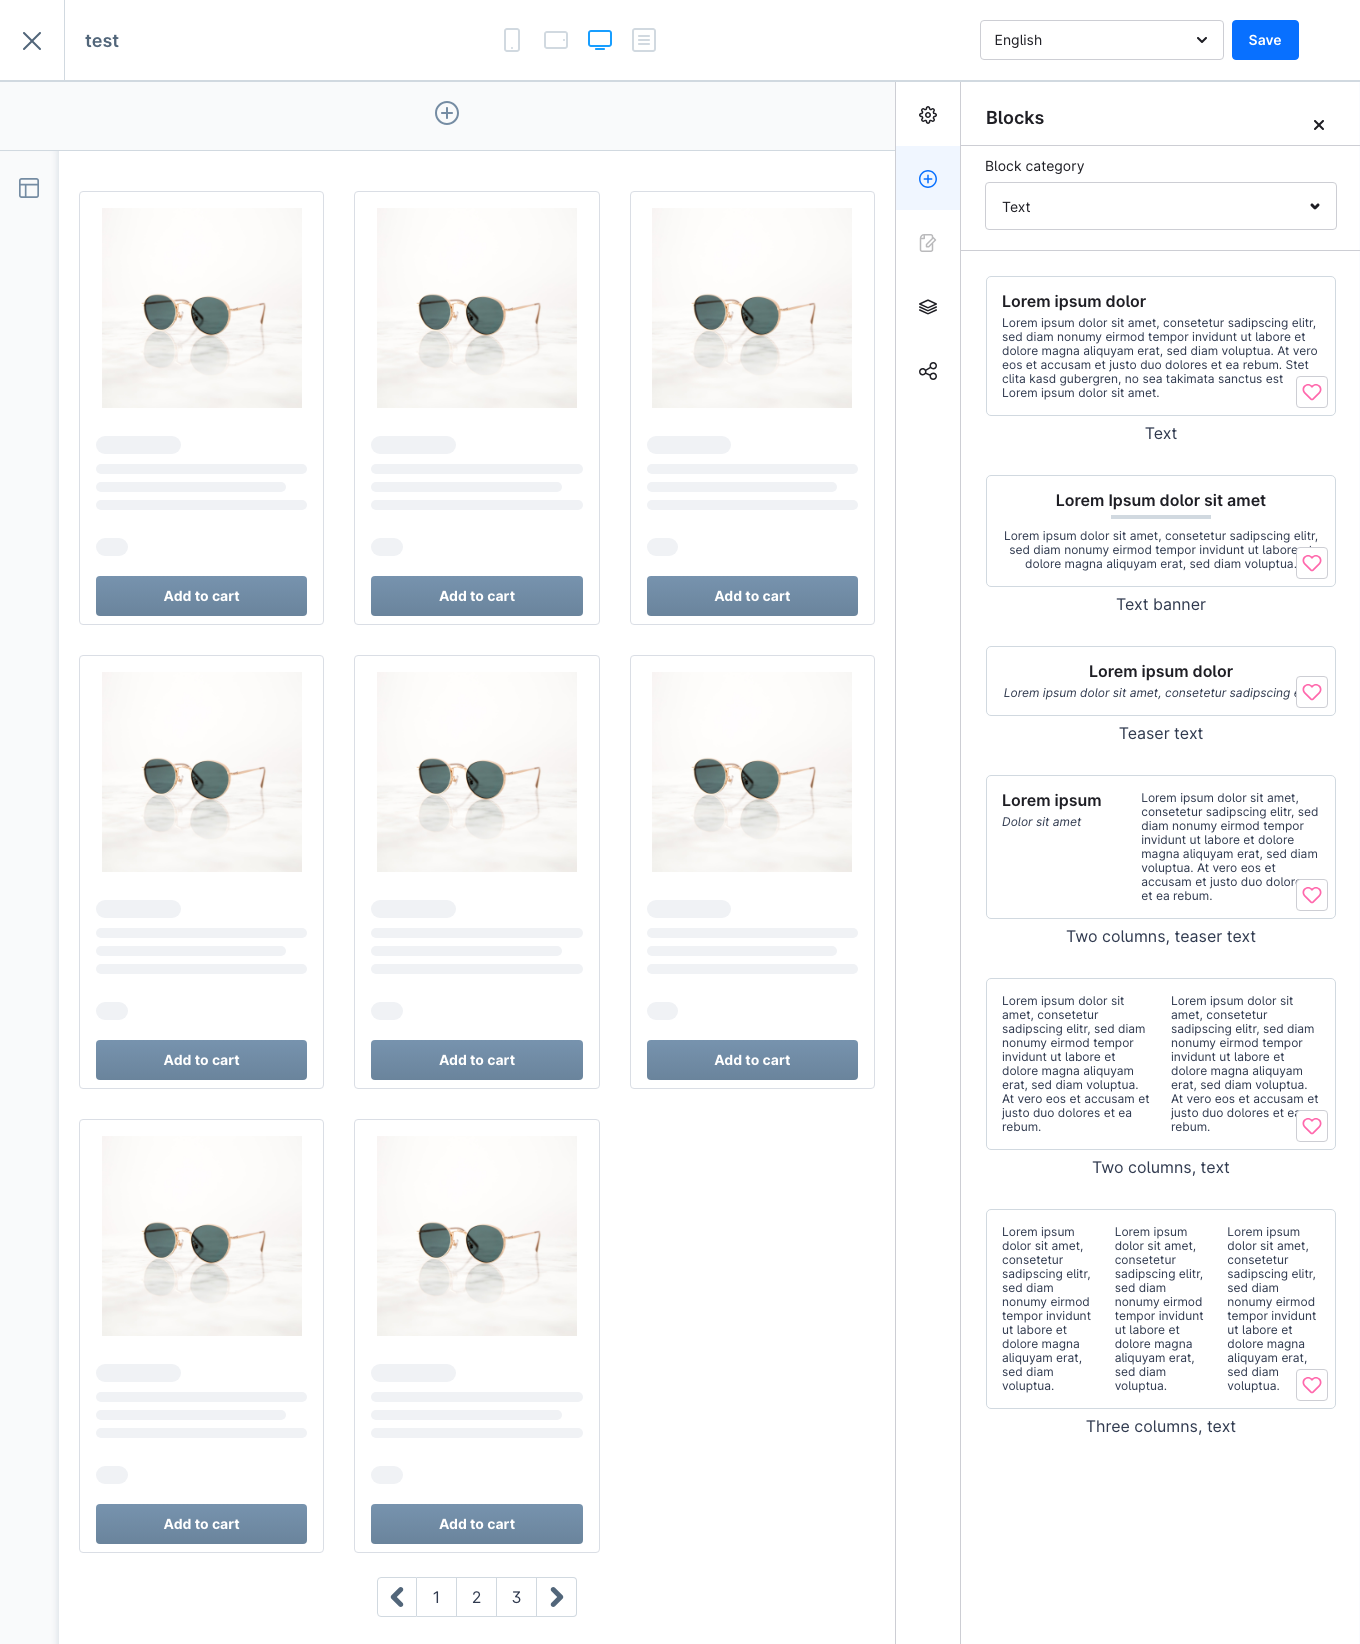 test
English
Save
Blocks
Block category
Text
Add to cart
Add to cart
Add to cart
Add to cart
Add to cart
Add to cart
Add to cart
Add to cart
1
2
3
Lorem ipsum dolor
Lorem ipsum dolor sit amet, consetetur sadipscing elitr,
sed diam nonumy eirmod tempor invidunt ut labore et
dolore magna aliquyam erat, sed diam voluptua. At vero
eos et accusam et justo duo dolores et ea rebum. Stet
clita kasd gubergren, no sea takimata sanctus est
Lorem ipsum dolor sit amet.
Text
Lorem Ipsum dolor sit amet
Lorem ipsum dolor sit amet, consetetur sadipscing elitr,
sed diam nonumy eirmod tempor invidunt ut labore
dolore magna aliquyam erat, sed diam voluptua.
Text banner
Lorem ipsum dolor
Lorem ipsum dolor sit amet, consetetur sadipscing
Teaser text
Lorem ipsum
Dolor sit amet
Lorem ipsum dolor sit amet,
consetetur sadipscing elitr, sed
diam nonumy eirmod tempor
invidunt ut labore et dolore
magna aliquyam erat, sed diam
voluptua. At vero eos et
accusam et justo duo dolores
et ea rebum.
Two columns, teaser text
Lorem ipsum dolor sit
amet, consetetur
sadipscing elitr, sed diam
nonumy eirmod tempor
invidunt ut labore et
dolore magna aliquyam
erat, sed diam voluptua.
At vero eos et accusam et
justo duo dolores et ea
rebum.
Lorem ipsum dolor sit
amet, consetetur
sadipscing elitr, sed diam
nonumy eirmod tempor
invidunt ut labore et
dolore magna aliquyam
erat, sed diam voluptua.
At vero eos et accusam et
justo duo dolores et ea
rebum.
Two columns, text
Lorem ipsum
dolor sit amet,
consetetur
sadipscing elitr,
sed diam
nonumy eirmod
tempor invidunt
ut labore et
dolore magna
aliquyam erat,
sed diam
voluptua.
Lorem ipsum
dolor sit amet,
consetetur
sadipscing elitr,
sed diam
nonumy eirmod
tempor invidunt
ut labore et
dolore magna
aliquyam erat,
sed diam
voluptua.
Lorem ipsum
dolor sit amet,
consetetur
sadipscing elitr,
sed diam
nonumy eirmod
tempor invidunt
ut labore et
dolore magna
aliquyam erat,
sed diam
voluptua.
Three columns, text